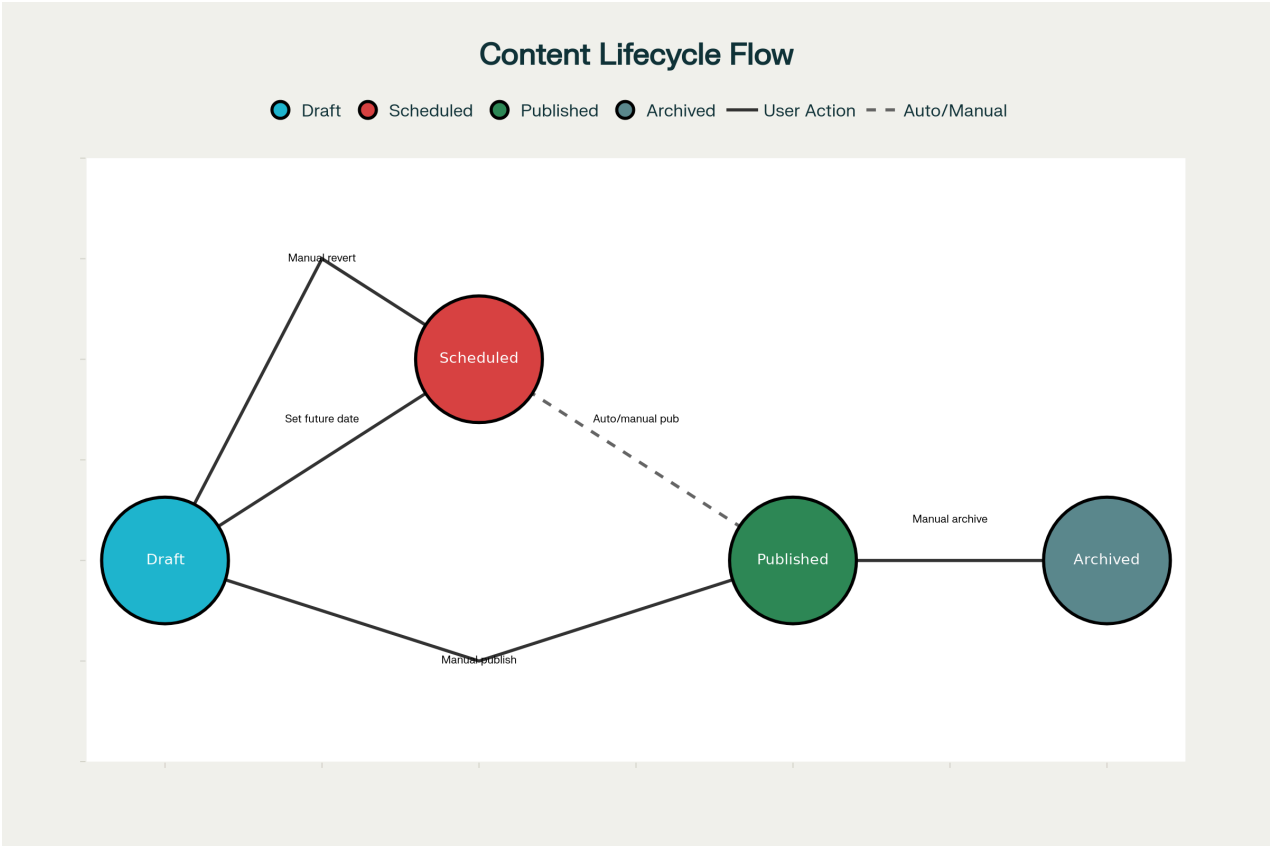 Content Lifecycle Flow
Draft Scheduled Published Archived User Action Auto/Manual
Manual revert
Scheduled
Set future date
Auto/manual pub
Manual archive
Draft
Published
Archived
Manual publish